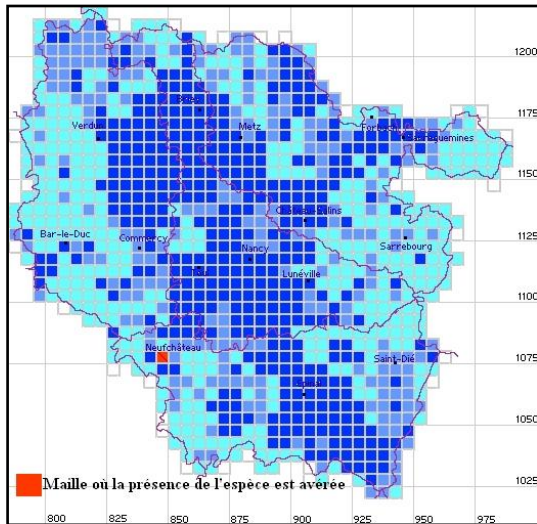 1200
1175
Verdun
Metz
Forbach
Sarreguemines
1150
Château-Salins
Bar-le-Duc
Commercy
Nancy
Sarrebourg
1125
Toul
Lunéville
1100
Neufchâteau
Saint-Dié
1075
Epinal
1050
Maille où la présence de l'espèce est avérée
1025
800 825 850 875 900 925 950 975